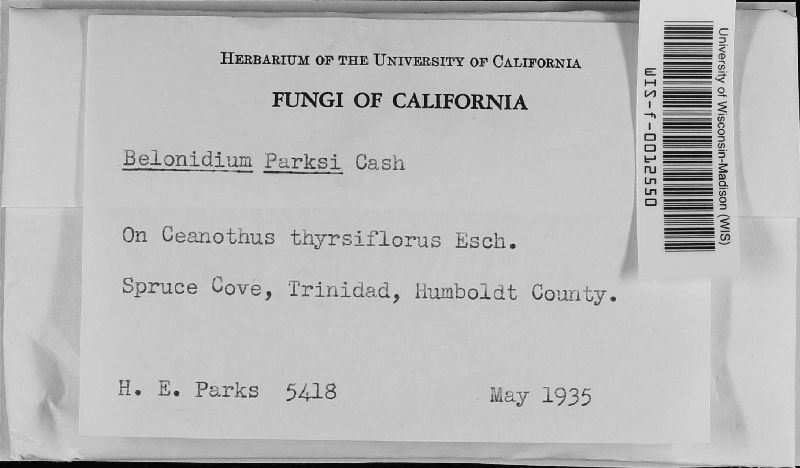 HERBARIUM OF THE UNIVERSITY OF CALIFORNIA
FUNGI OF CALIFORNIA
Belonidium Parksi Cash
On Ceanothus thyrsiflorus Esch.
Spruce Cove, Trinidad, Humboldt County.
H. E. Parks 5418 May 1935
University of Wisconsin-Madison (WIS)
WIS-f-0012550